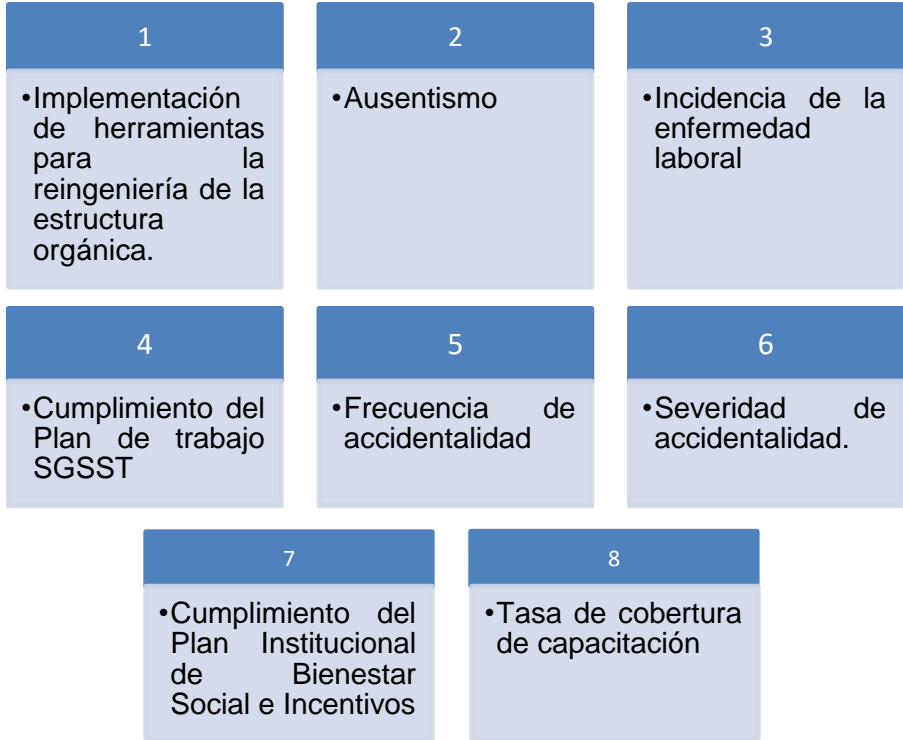 1
•Implementación
de herramientas
para la
reingeniería de la
estructura
orgánica.
2
•Ausentismo
3
•Incidencia de la
enfermedad
laboral
4
•Cumplimiento del
Plan de trabajo
SGSST
5
•Frecuencia de
accidentalidad
6
•Severidad de
accidentalidad.
7
•Cumplimiento del
Plan Institucional
de Bienestar
Social e Incentivos
8
•Tasa de cobertura
de capacitación